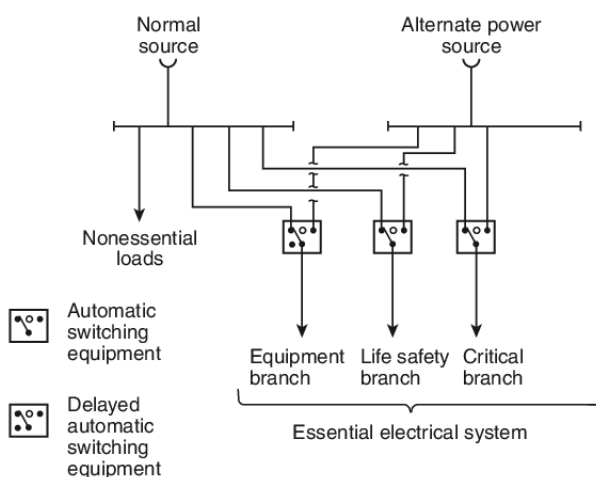 Normal
source
Alternate power
source
Nonessential
loads
Automatic
switching
equipment
Equipment
branch
Life safety
branch
Critical
branch
Delayed
automatic
switching
equipment
Essential electrical system